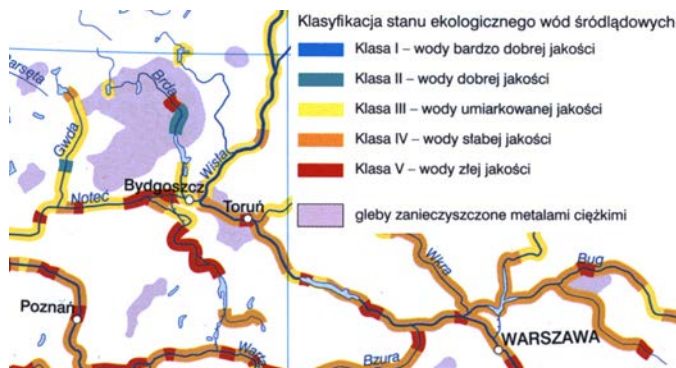 Klasyfikacja stanu ekologicznego wód śródlądowych
Klasa I – wody bardzo dobrej jakości
Klasa II – wody dobrej jakości
Klasa III – wody umiarkowanej jakości
Klasa IV – wody słabej jakości
Klasa V – wody złej jakości
gleby zanieczyszczone metalami ciężkimi
arsęta
Brda
Gwda
Wisła
Bydgoszcz
Noteć
Toruń
Wkra
Bug
Poznań
WARSZAWA
Warta
Bzura